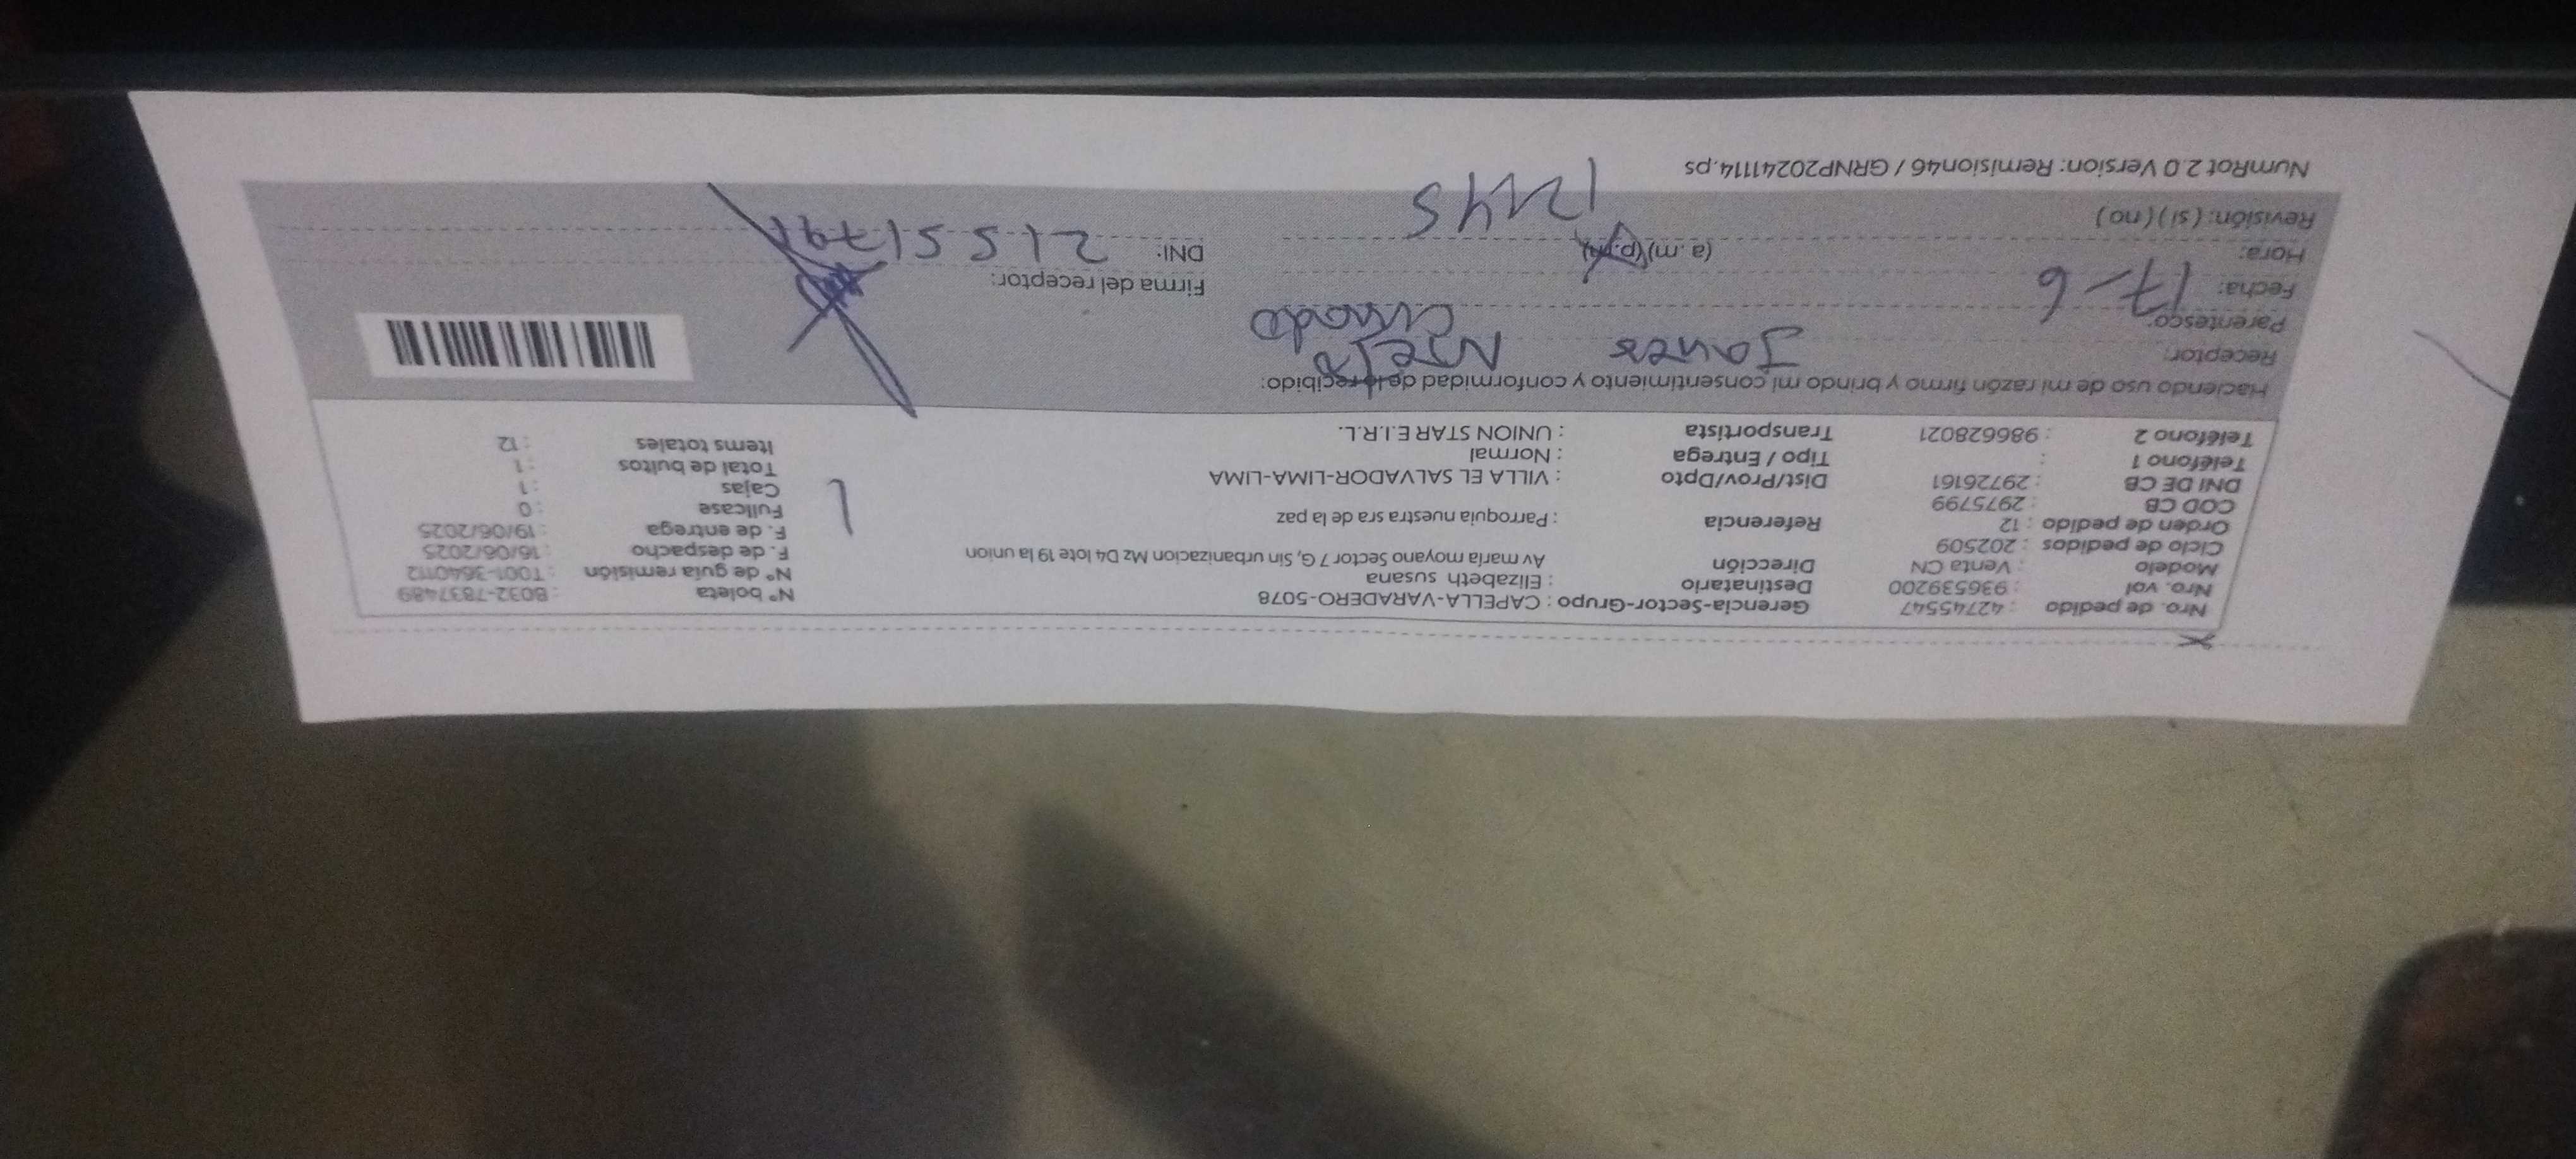 Nro. de pedido : 42745547 Gerencia-Sector-Grupo : CAPELLA-VARADERO-5078 N° boleta : B032-7837489
Nro. vol : 936539200 Destinatario : Elizabeth susana N° de guía remisión : T001-3640112
Modelo : Venta CN Dirección Av maría moyano Sector 7 G, Sin urbanizacion Mz D4 lote 19 la union F. de despacho : 16/06/2025
Ciclo de pedidos : 202509 F. de entrega : 19/06/2025
Orden de pedido : 12 Referencia : Parroquia nuestra sra de la paz Fullcase : 0
COD CB : 2975799 Dist/Prov/Dpto : VILLA EL SALVADOR-LIMA-LIMA Cajas : 1
DNI DE CB : 29726161 Tipo / Entrega : Normal Total de bultos : 1
Teléfono 1 : Transportista : UNION STAR E.I.R.L. Items totales : 12
Teléfono 2 : 986628021
Haciendo uso de mi razón firmo y brindo mi consentimiento y conformidad de lo recibido:
Receptor:
Parentesco:
Fecha: 17-6 Firma del receptor:
Hora: (a.m) (p.m) 1245 DNI:
Revisión: (si) (no)
NumRot 2.0 Version: Remision46 / GRNP20241114.ps